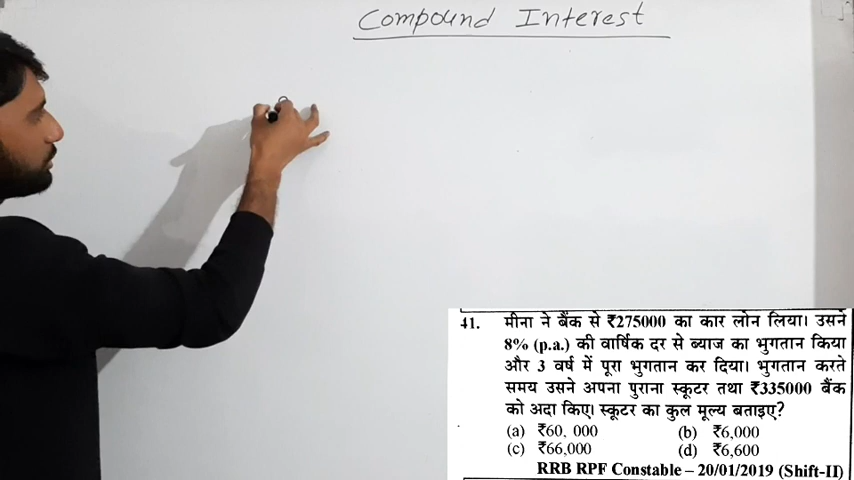 Compound Interest
41. मीना ने बैंक से ₹275000 का कार लोन लिया। उसने
8% (p.a.) की वार्षिक दर से ब्याज का भुगतान किया
और 3 वर्ष में पूरा भुगतान कर दिया। भुगतान करते
समय उसने अपना पुराना स्कूटर तथा ₹335000 बैंक
को अदा किए। स्कूटर का कुल मूल्य बताइए?
(a) ₹60, 000 (b) ₹6,000
(c) ₹66,000 (d) ₹6,600
RRB RPF Constable – 20/01/2019 (Shift-II)